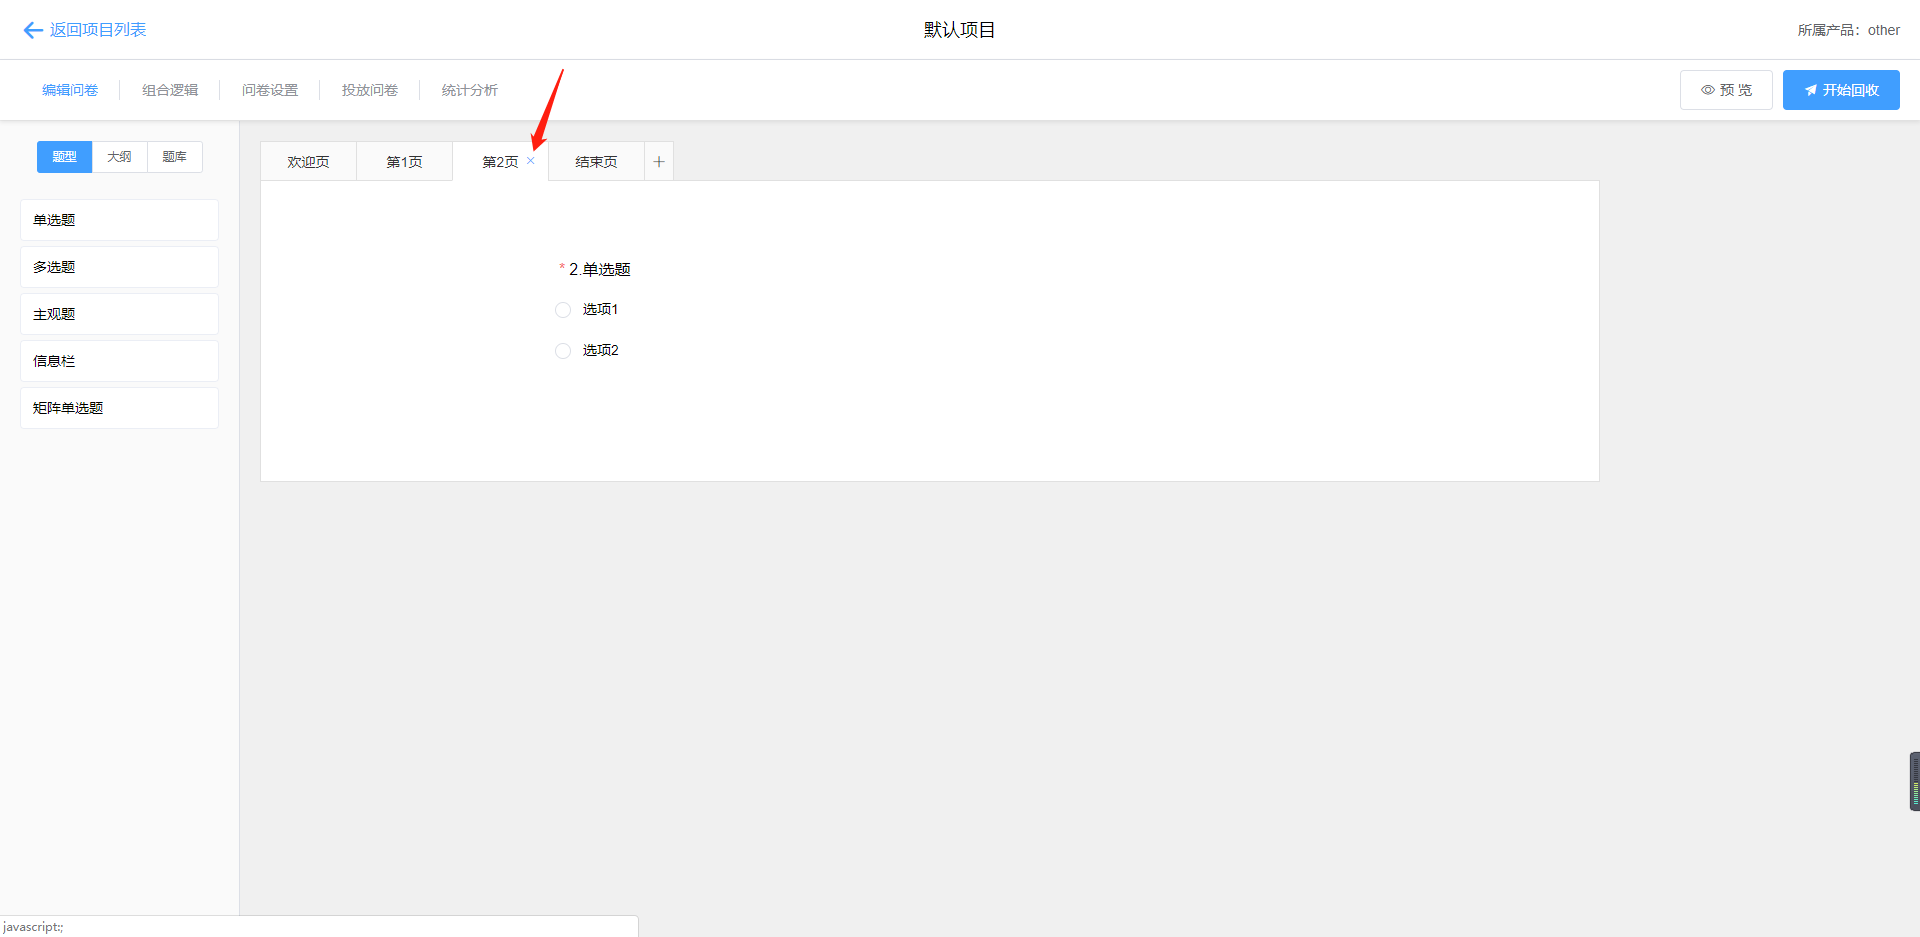 返回项目列表
默认项目
所属产品：other
编辑问卷
组合逻辑
问卷设置
投放问卷
统计分析
预 览
开始回收
题型
大纲
题库
欢迎页
第1页
第2页
结束页
单选题
多选题
主观题
信息栏
矩阵单选题
* 2.单选题
选项1
选项2
javascript:;